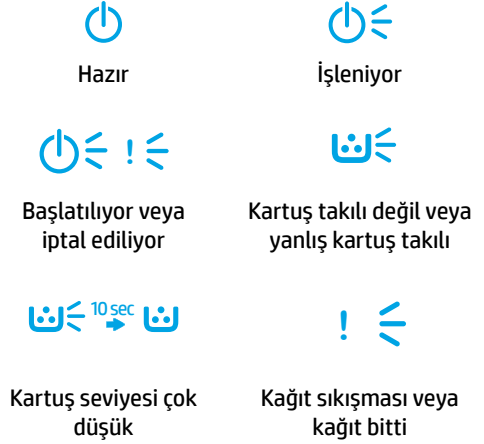 Hazır
İşleniyor
!
Başlatılıyor veya
iptal ediliyor
Kartuş takılı değil veya
yanlış kartuş takılı
10 sec
Kartuş seviyesi çok
düşük
!
Kağıt sıkışması veya
kağıt bitti